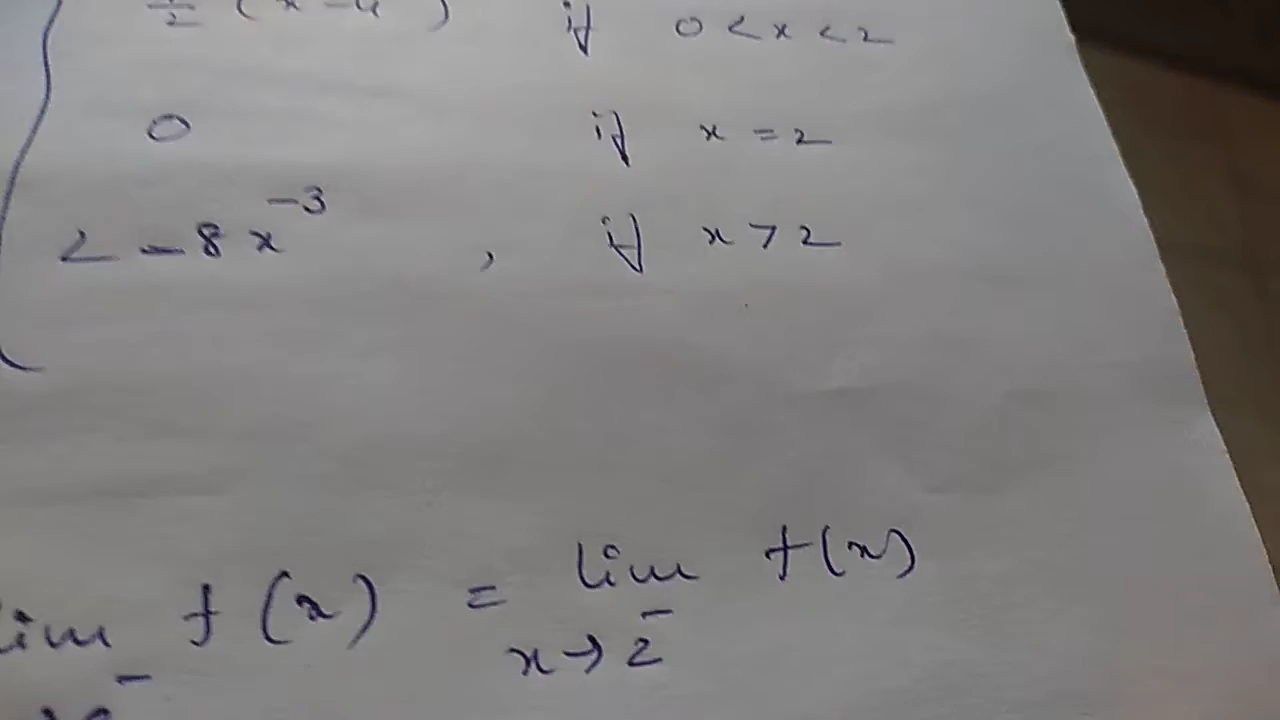 if 0 < x < 2
0 if x = 2
2 - 8x⁻³ , if x > 2
f(x) = lim f(x)
x → 2⁻